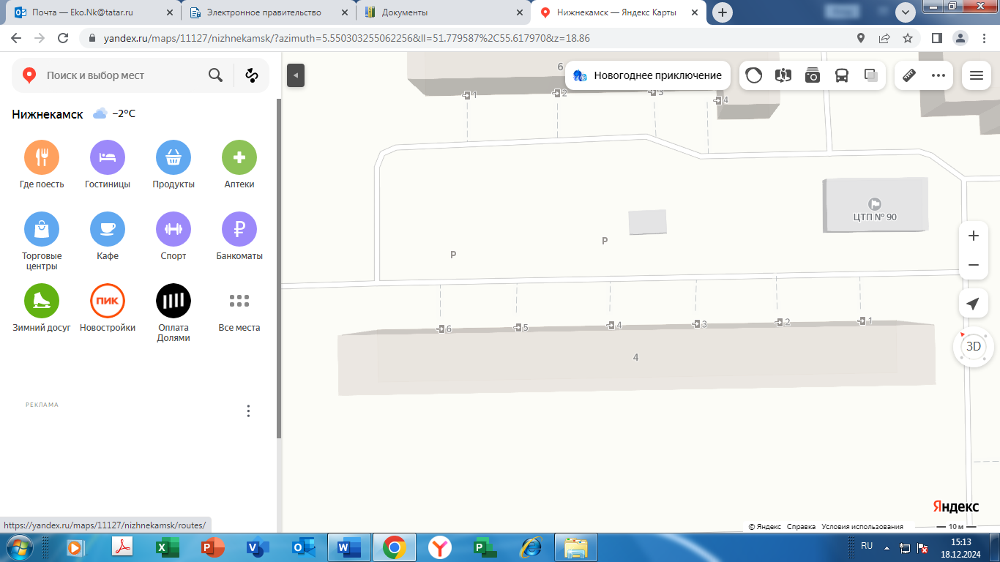 Почта — Eko.Nk@tatar.ru
Электронное правительство
Документы
Нижнекамск — Яндекс Карты
yandex.ru/maps/11127/nizhnekamsk/?azimuth=5.550303255062256&ll=51.779587%2C55.617970&z=18.86
Поиск и выбор мест
Новогоднее приключение
Нижнекамск
−2°C
Где поесть
Гостиницы
Продукты
Аптеки
Торговые
центры
Кафе
Спорт
Банкоматы
ПИК
Зимний досуг
Новостройки
Оплата
Долями
Все места
РЕКЛАМА
6
1
2
3
4
ЦТП № 90
P
P
6
5
4
3
2
1
4
3D
Яндекс
© Яндекс Справка Условия использования
10 м
https://yandex.ru/maps/11127/nizhnekamsk/routes/
RU
15:13
18.12.2024